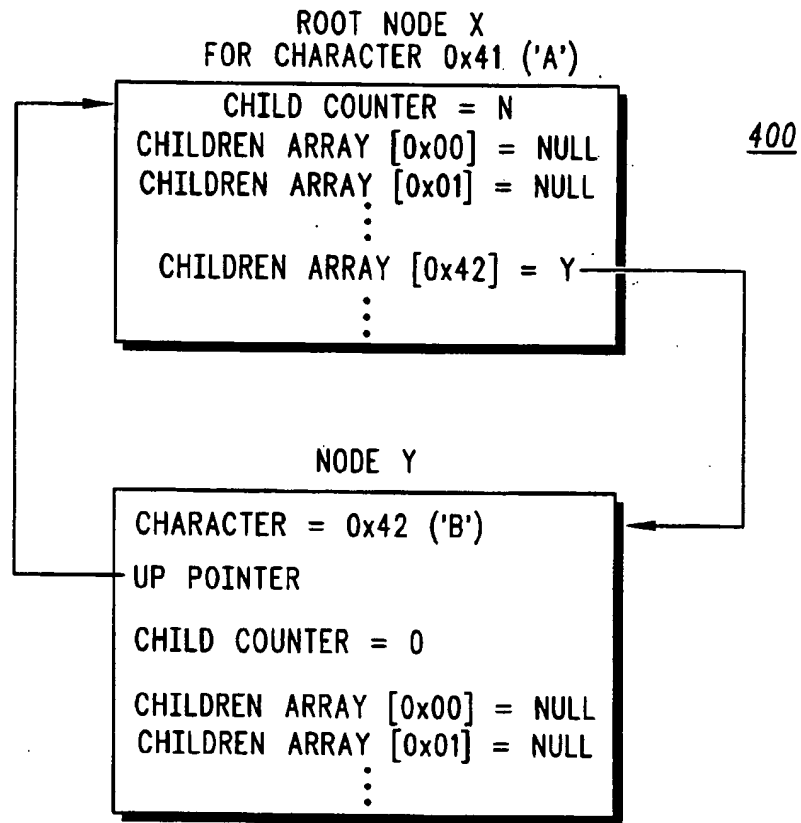 ROOT NODE X
FOR CHARACTER 0x41 ('A')
CHILD COUNTER = N
CHILDREN ARRAY [0x00] = NULL
CHILDREN ARRAY [0x01] = NULL
400
CHILDREN ARRAY [0x42] = Y
NODE Y
CHARACTER = 0x42 ('B')
UP POINTER
CHILD COUNTER = 0
CHILDREN ARRAY [0x00] = NULL
CHILDREN ARRAY [0x01] = NULL